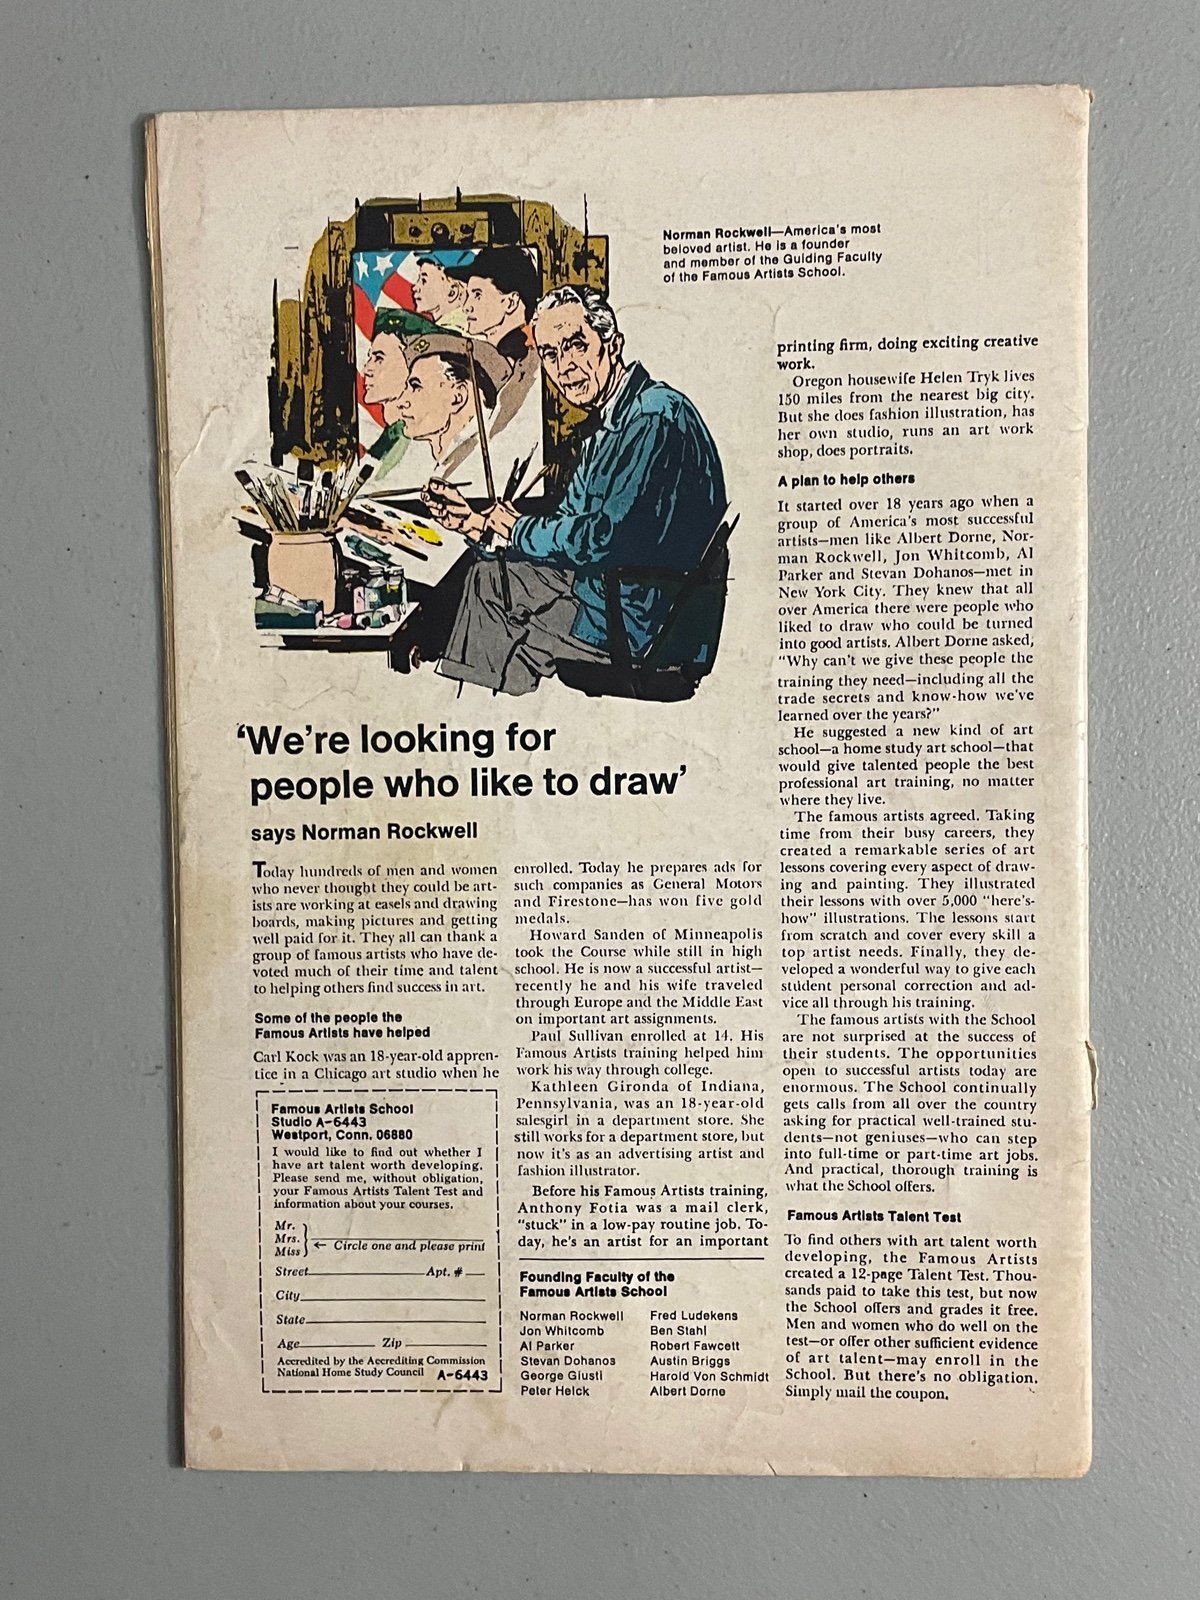 Norman Rockwell—America's most
beloved artist. He is a founder
and member of the Guiding Faculty
of the Famous Artists School.
'We're looking for
people who like to draw'
says Norman Rockwell
Today hundreds of men and women
who never thought they could be art-
ists are working at easels and drawing
boards, making pictures and getting
well paid for it. They all can thank a
group of famous artists who have de-
voted much of their time and talent
to helping others find success in art.
Some of the people the
Famous Artists have helped
Carl Kock was an 18-year-old appren-
tice in a Chicago art studio when he
enrolled. Today he prepares ads for
such companies as General Motors
and Firestone—has won five gold
medals.
Howard Sanden of Minneapolis
took the Course while still in high
school. He is now a successful artist—
recently he and his wife traveled
through Europe and the Middle East
on important art assignments.
Paul Sullivan enrolled at 14. His
Famous Artists training helped him
work his way through college.
Kathleen Gironda of Indiana,
Pennsylvania, was an 18-year-old
salesgirl in a department store. She
still works for a department store, but
now it's as an advertising artist and
fashion illustrator.
Before his Famous Artists training,
Anthony Fotia was a mail clerk,
"stuck" in a low-pay routine job. To-
day, he's an artist for an important
printing firm, doing exciting creative
work.
Oregon housewife Helen Tryk lives
150 miles from the nearest big city.
But she does fashion illustration, has
her own studio, runs an art work
shop, does portraits.
A plan to help others
It started over 18 years ago when a
group of America's most successful
artists—men like Albert Dorne, Nor-
man Rockwell, Jon Whitcomb, Al
Parker and Stevan Dohanos—met in
New York City. They knew that all
over America there were people who
liked to draw who could be turned
into good artists. Albert Dorne asked,
"Why can't we give these people the
training they need—including all the
trade secrets and know-how we've
learned over the years?"
He suggested a new kind of art
school—a home study art school—that
would give talented people the best
professional art training, no matter
where they live.
The famous artists agreed. Taking
time from their busy careers, they
created a remarkable series of art
lessons covering every aspect of draw-
ing and painting. They illustrated
their lessons with over 5,000 "here's-
how" illustrations. The lessons start
from scratch and cover every skill a
top artist needs. Finally, they de-
veloped a wonderful way to give each
student personal correction and ad-
vice all through his training.
The famous artists with the School
are not surprised at the success of
their students. The opportunities
open to successful artists today are
enormous. The School continually
gets calls from all over the country
asking for practical well-trained stu-
dents—not geniuses—who can step
into full-time or part-time art jobs.
And practical, thorough training is
what the School offers.
Famous Artists Talent Test
To find others with art talent worth
developing, the Famous Artists
created a 12-page Talent Test. Thou-
sands paid to take this test, but now
the School offers and grades it free.
Men and women who do well on the
test—or offer other sufficient evidence
of art talent—may enroll in the
School. But there's no obligation.
Simply mail the coupon.
Famous Artists School
Studio A-6443
Westport, Conn. 06880
I would like to find out whether I
have art talent worth developing.
Please send me, without obligation,
your Famous Artists Talent Test and
information about your courses.
Mr.
Mrs.
Miss
← Circle one and please print
Street Apt. #
City
State
Age Zip
Accredited by the Accrediting Commission
National Home Study Council A-6443
Founding Faculty of the
Famous Artists School
Norman Rockwell
Jon Whitcomb
Al Parker
Stevan Dohanos
George Giusti
Peter Helck
Fred Ludekens
Ben Stahl
Robert Fawcett
Austin Briggs
Harold Von Schmidt
Albert Dorne